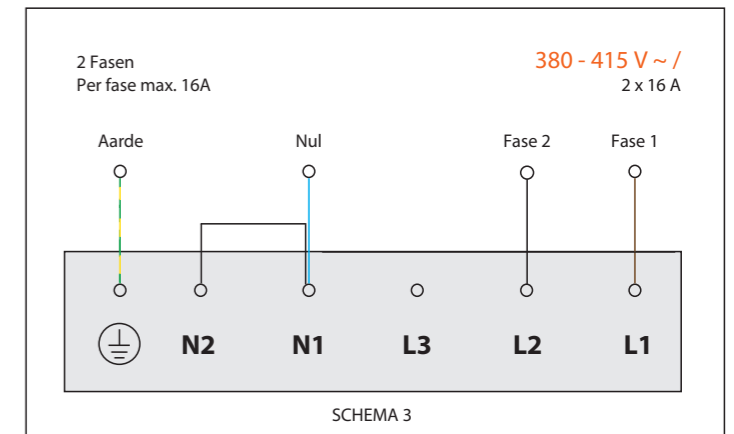 2 Fasen
380 - 415 V ~ /
Per fase max. 16A
2 x 16 A
Aarde
Nul
Fase 2
Fase 1
N2
N1
L3
L2
L1
SCHEMA 3